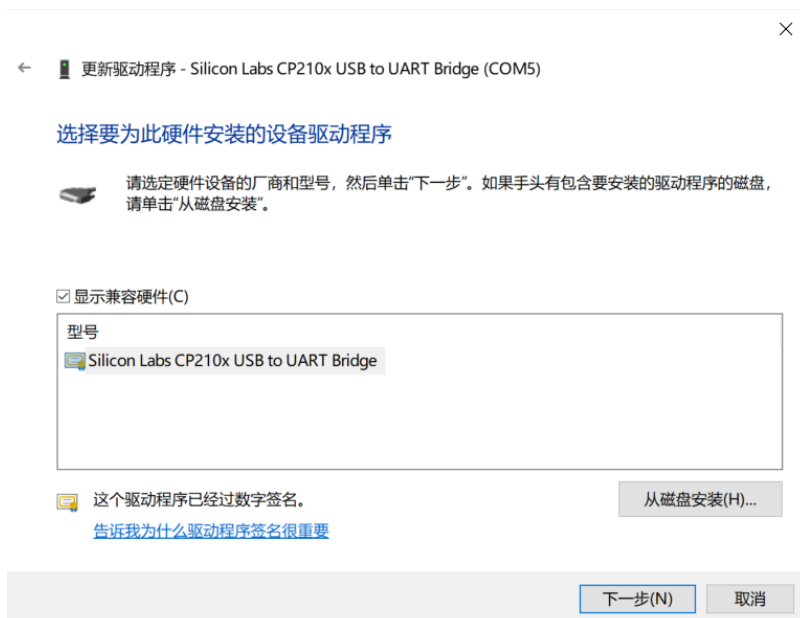 更新驱动程序 - Silicon Labs CP210x USB to UART Bridge (COM5)
选择要为此硬件安装的设备驱动程序
请选定硬件设备的厂商和型号，然后单击“下一步”。如果手头有包含要安装的驱动程序的磁盘，
请单击“从磁盘安装”。
显示兼容硬件(C)
型号
Silicon Labs CP210x USB to UART Bridge
这个驱动程序已经过数字签名。
从磁盘安装(H)...
告诉我为什么驱动程序签名很重要
下一步(N)
取消